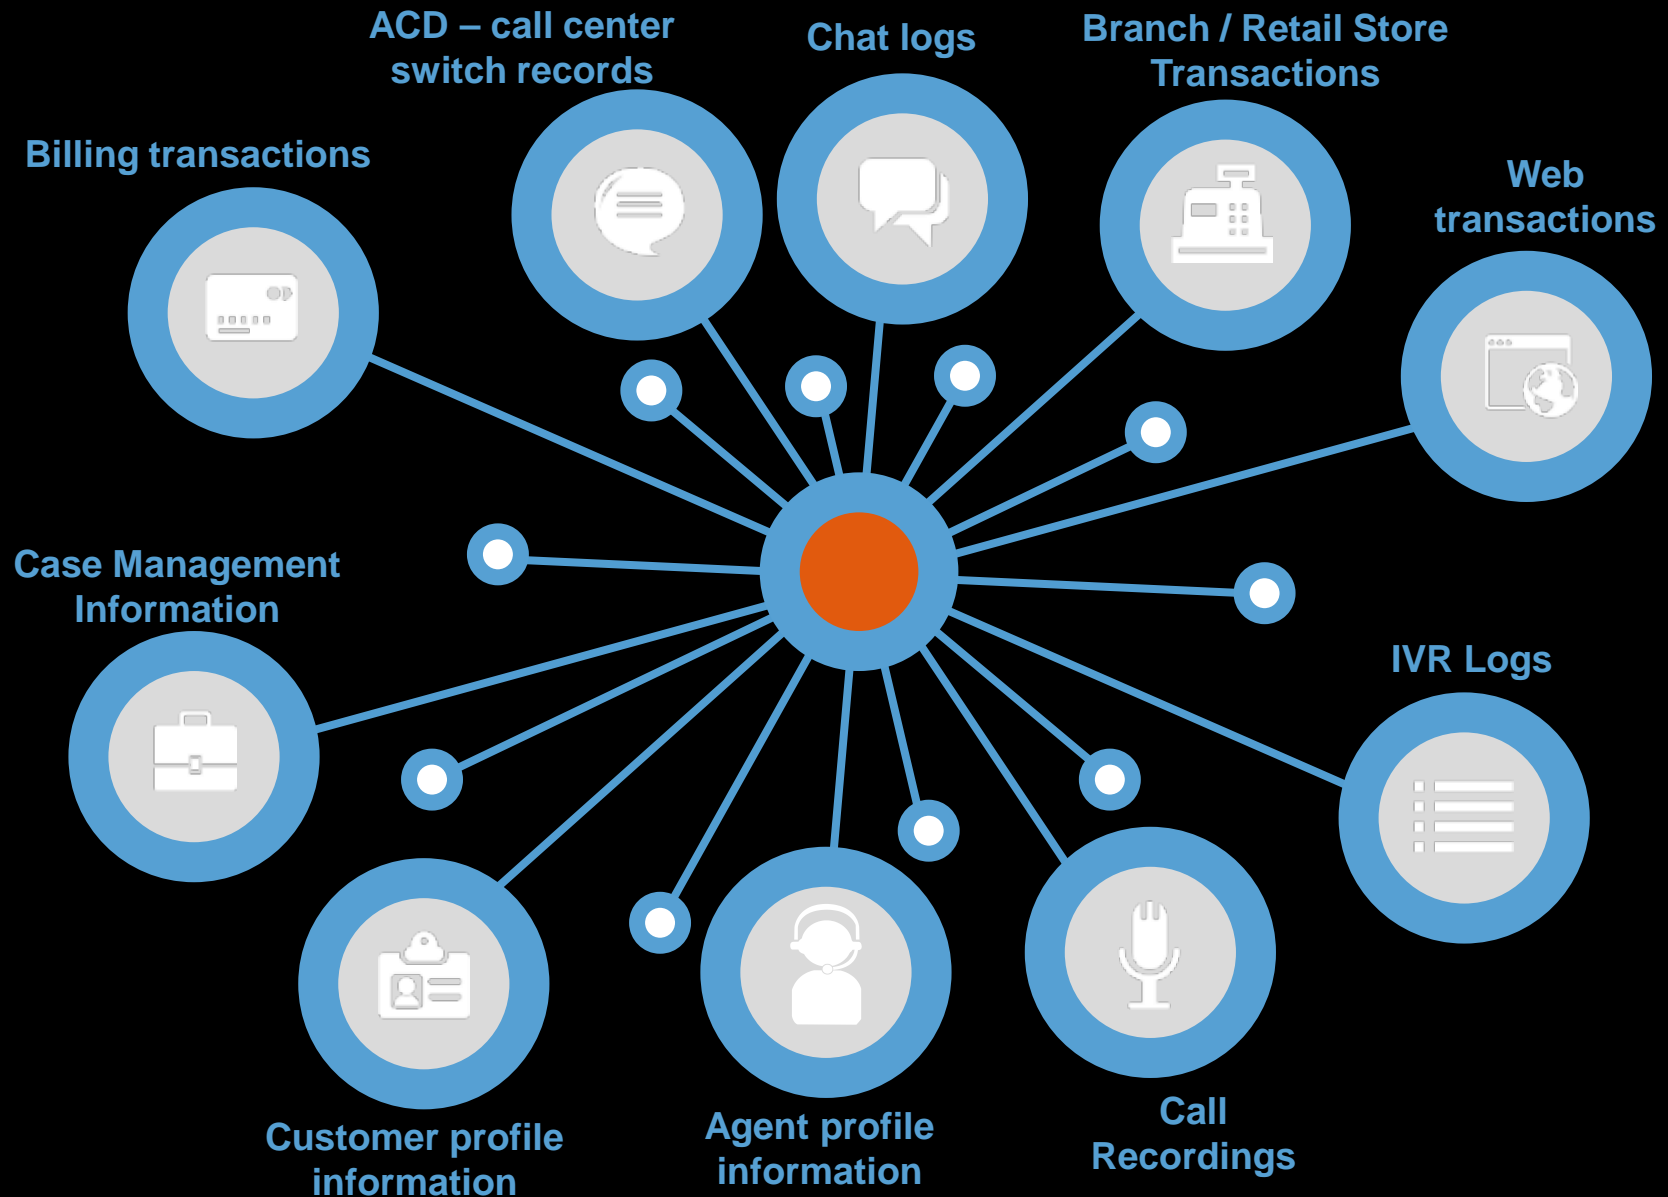 ACD – call center
switch records
Chat logs
Branch / Retail Store
Transactions
Billing transactions
Web
transactions
Case Management
Information
IVR Logs
Customer profile
information
Agent profile
information
Call
Recordings